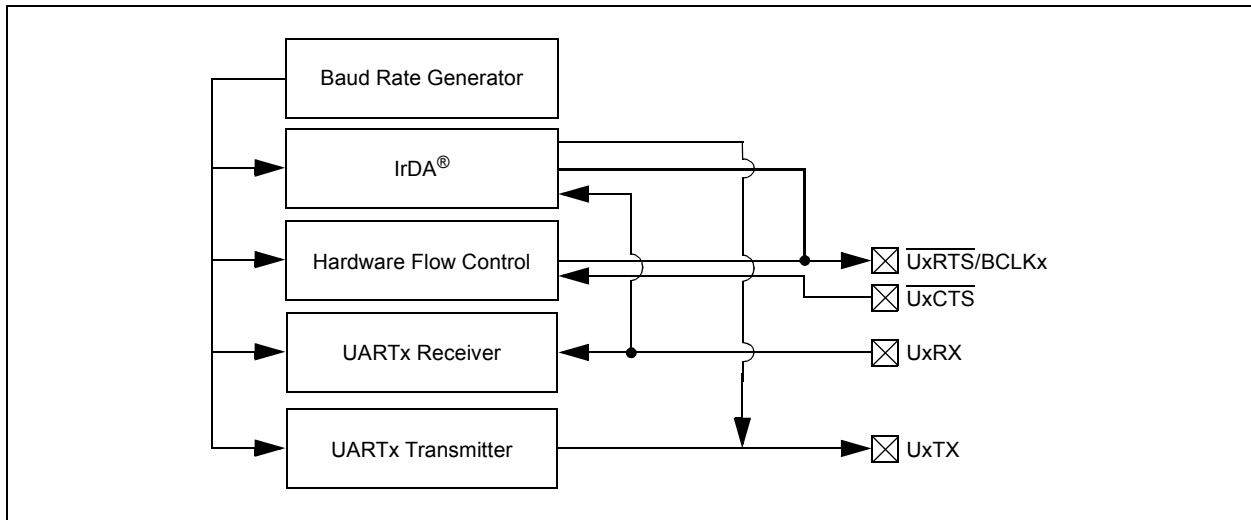 Baud Rate Generator
IrDA®
Hardware Flow Control
UxRTS/BCLKx
UxCTS
UARTx Receiver
UxRX
UARTx Transmitter
UxTX